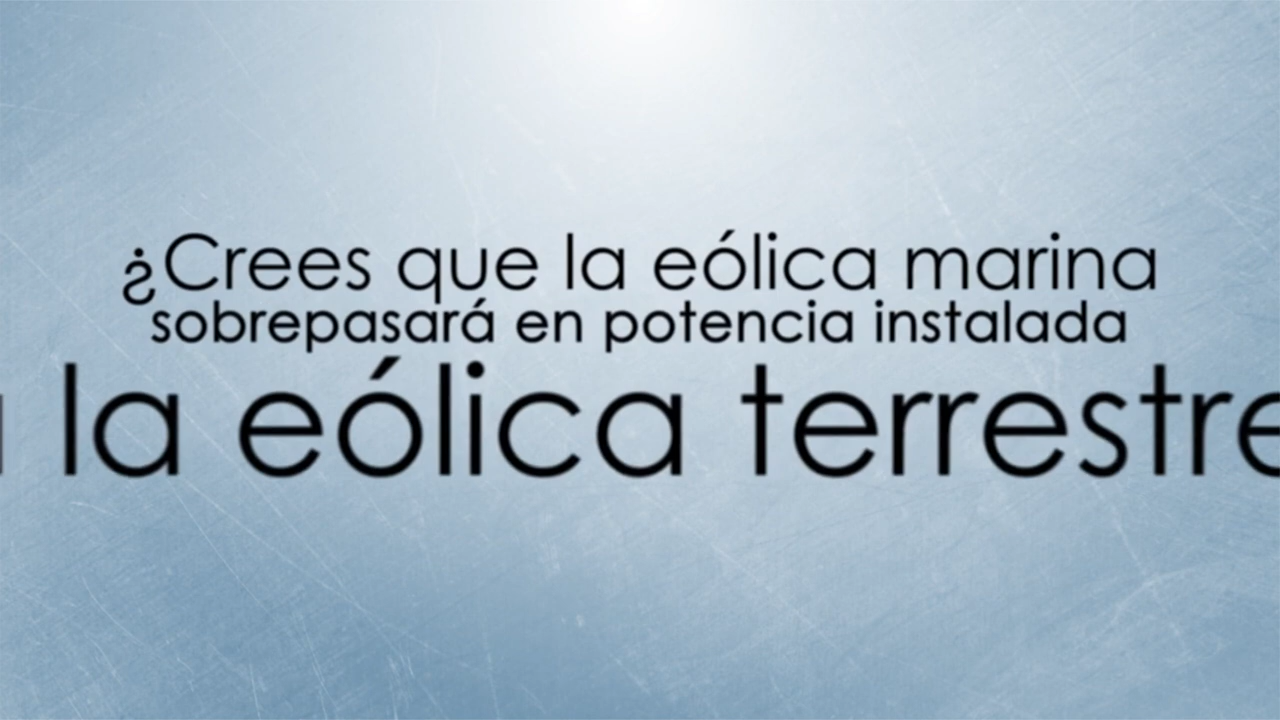 ¿Crees que la eólica marina
sobrepasará en potencia instalada
a la eólica terrestre